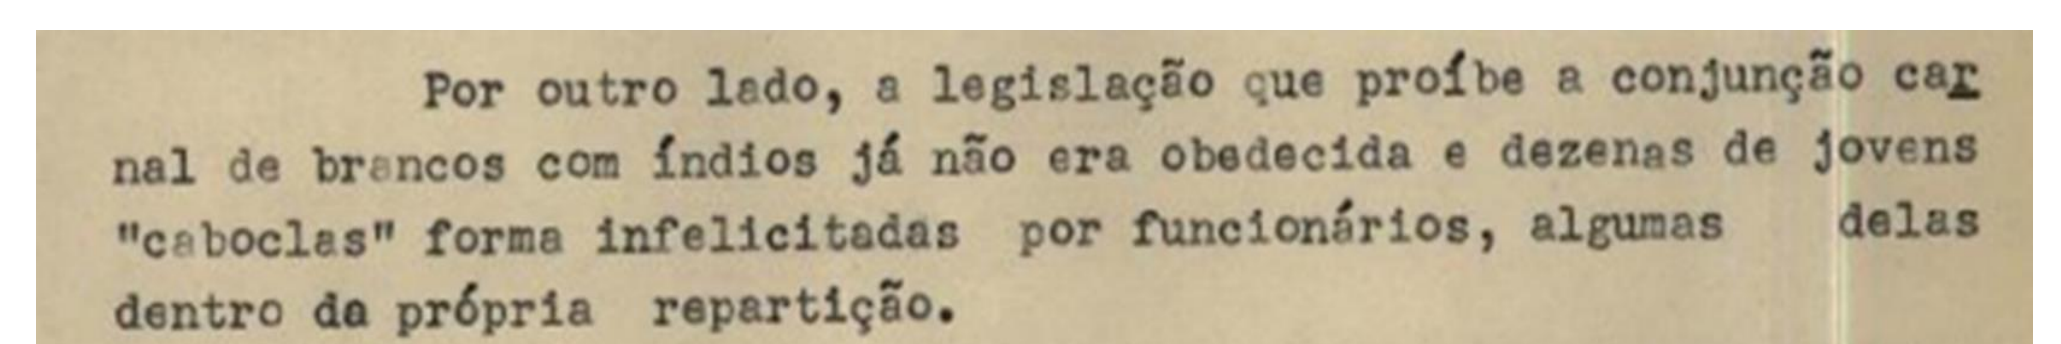 Por outro lado, a legislação que proíbe a conjunção car
nal de brancos com índios já não era obedecida e dezenas de jovens
"caboclas" forma infelicitadas por funcionários, algumas delas
dentro da própria repartição.